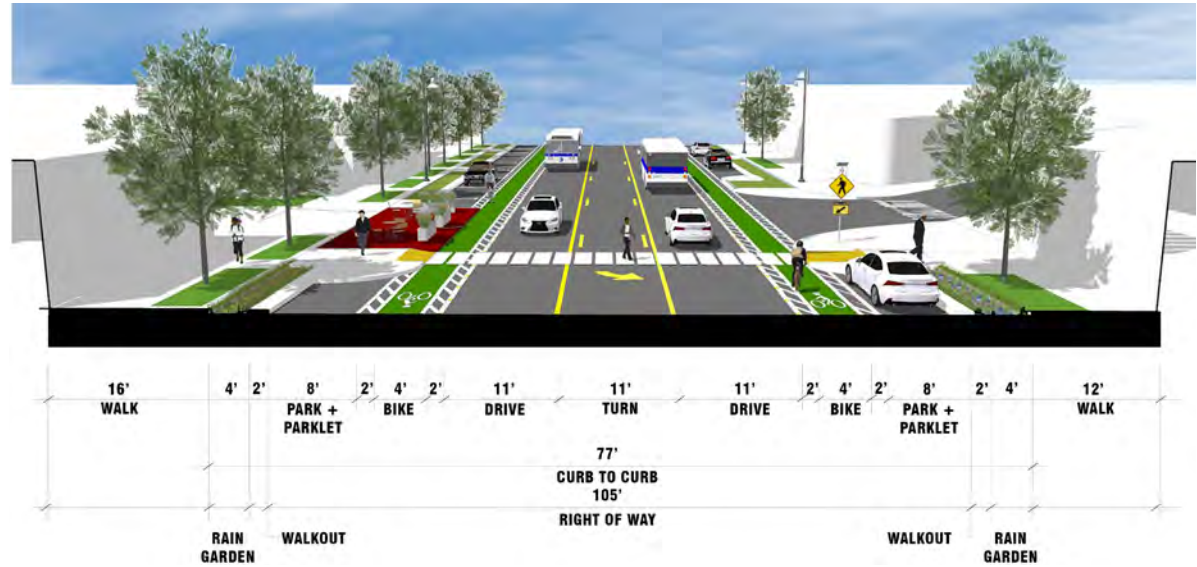 16' 4' 2' 8' 2' 4' 2' 11' 11' 11' 2' 4' 2' 8' 2' 4' 12'
WALK PARK + BIKE DRIVE TURN DRIVE BIKE PARK + WALK
PARKLET PARKLET
77'
CURB TO CURB
105'
RIGHT OF WAY
RAIN WALKOUT WALKOUT RAIN
GARDEN GARDEN